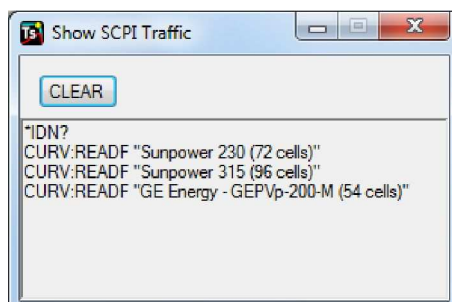 TS Show SCPI Traffic
CLEAR
*IDN?
CURV:READF "Sunpower 230 (72 cells)"
CURV:READF "Sunpower 315 (96 cells)"
CURV:READF "GE Energy - GEPVp-200-M (54 cells)"